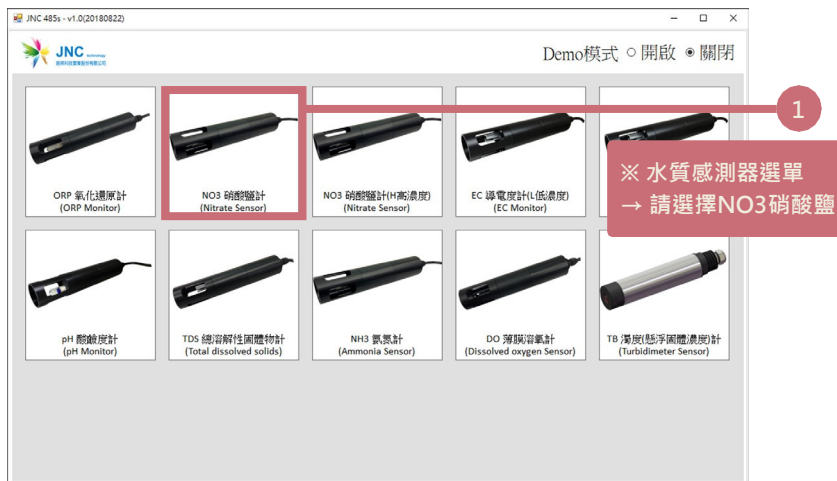 JNC 485s - v1.0(20180822)
JNC technology
Demo模式 開啟 關閉
1
ORP 氧化還原計
(ORP Monitor)
NO3 硝酸鹽計
(Nitrate Sensor)
NO3 硝酸鹽計(H高濃度)
(Nitrate Sensor)
EC 導電度計(L低濃度)
(EC Monitor)
※ 水質感測器選單
→ 請選擇NO3硝酸鹽
pH 酸鹼度計
(pH Monitor)
TDS 總溶解性固體物計
(Total dissolved solids)
NH3 氨氮計
(Ammonia Sensor)
DO 薄膜溶氧計
(Dissolved oxygen Sensor)
TB 濁度(懸浮固體濃度)計
(Turbidimeter Sensor)